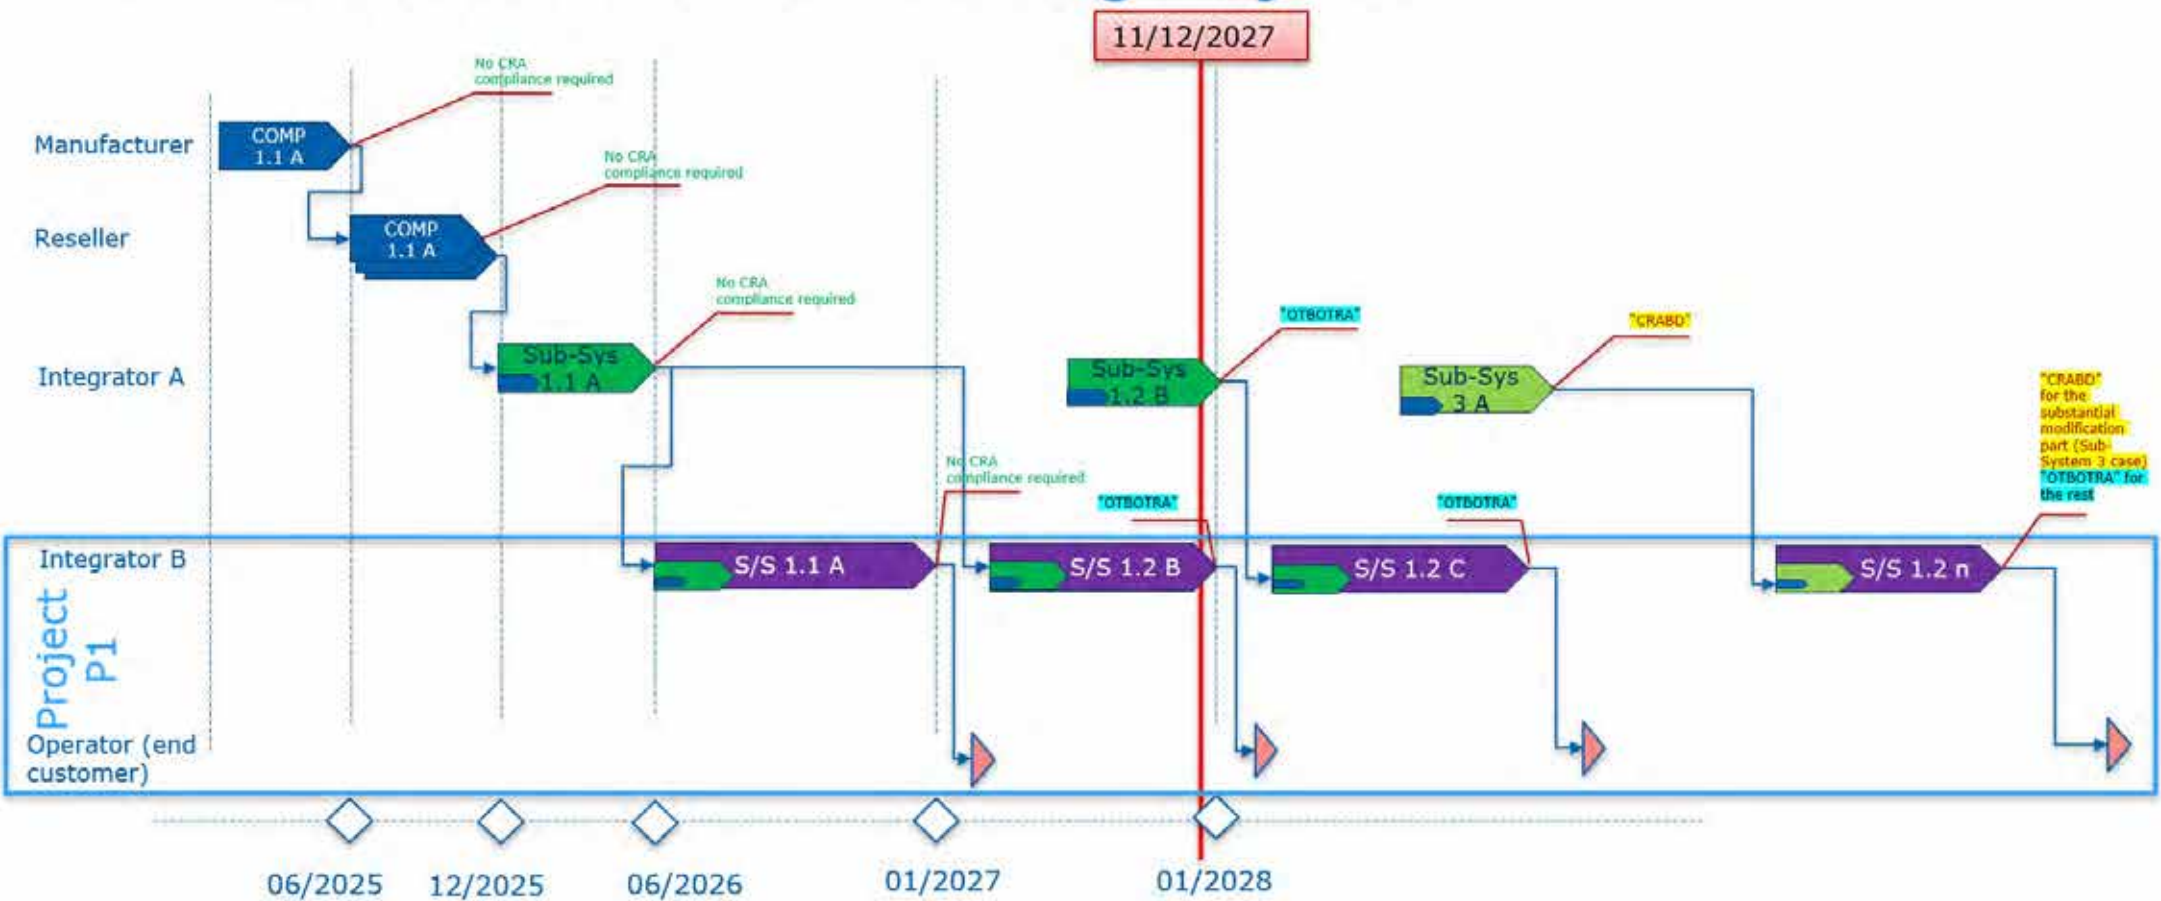 11/12/2027
No CRA
compliance required
Manufacturer
COMP
1.1 A
No CRA
compliance required
Reseller
COMP
1.1 A
No CRA
compliance required
"OTBOTRA"
"CRABD"
Integrator A
Sub-Sys
1.1 A
Sub-Sys
1.2 B
Sub-Sys
3 A
"CRABD"
for the
substantial
modification
part (Sub-
System 3 case)
"OTBOTRA" for
the rest
No CRA
compliance required
"OTBOTRA"
"OTBOTRA"
Integrator B
S/S 1.1 A
S/S 1.2 B
S/S 1.2 C
S/S 1.2 n
Project
P1
Operator (end
customer)
06/2025
12/2025
06/2026
01/2027
01/2028